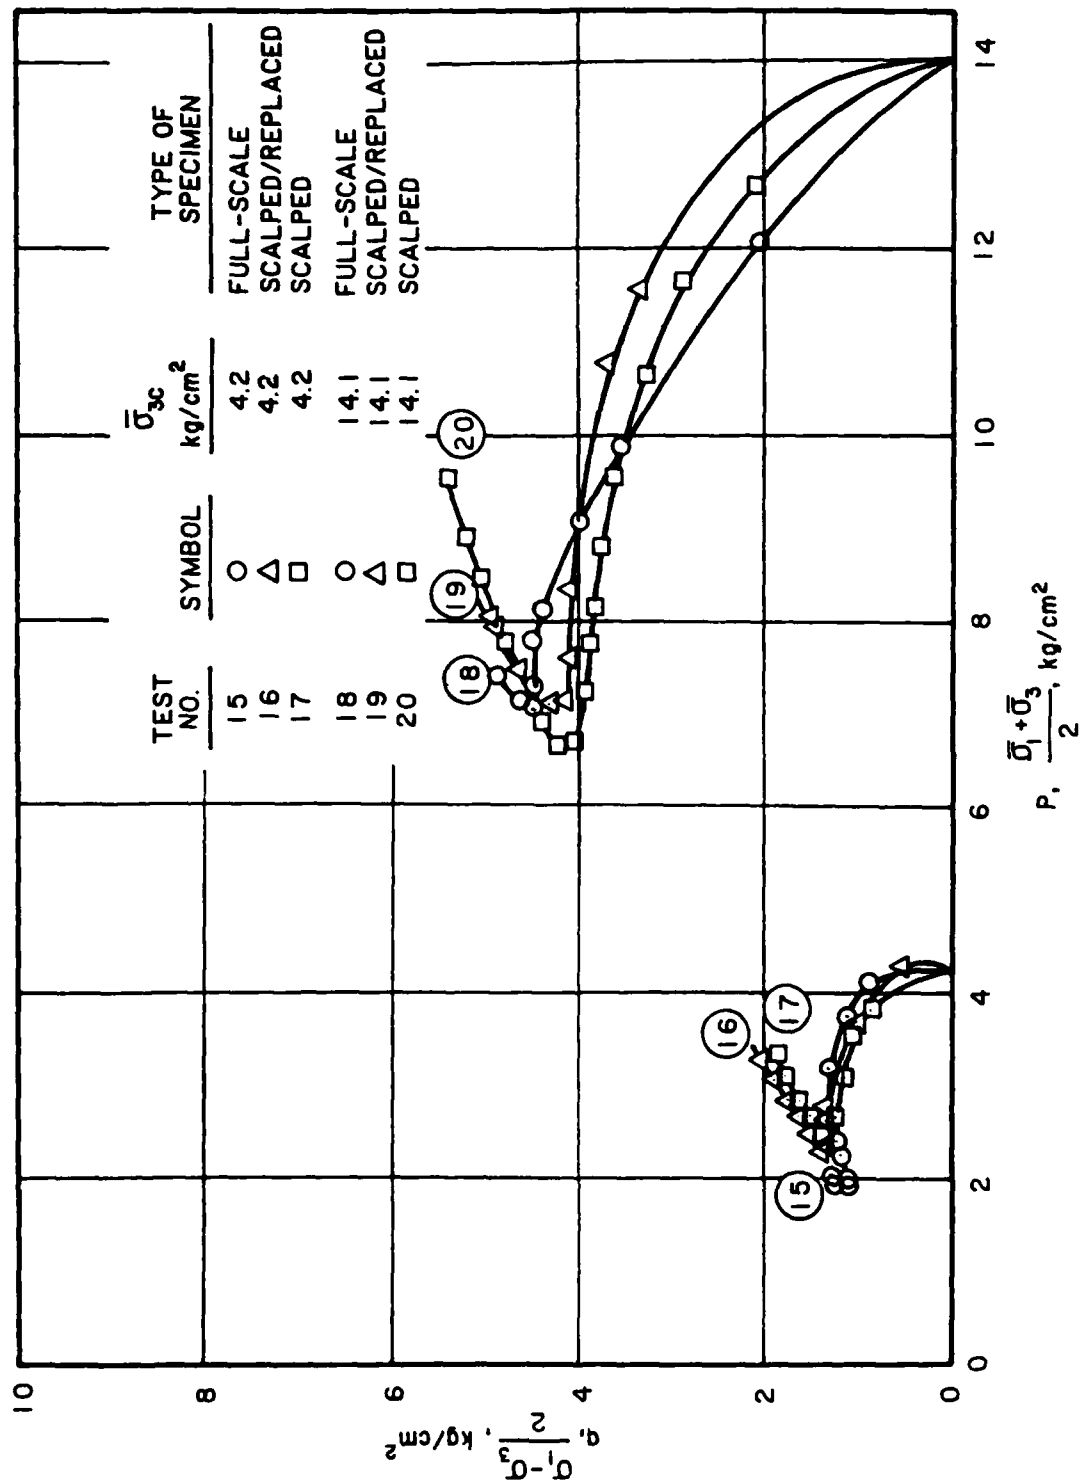 TEST NO. SYMBOL σ̄3C kg/cm² TYPE OF SPECIMEN
15 ○ 4.2 FULL-SCALE
16 △ 4.2 SCALPED/REPLACED
17 □ 4.2 SCALPED
18 ○ 14.1 FULL-SCALE
19 △ 14.1 SCALPED/REPLACED
20 □ 14.1 SCALPED
10
8
6
4
2
0
q, σ1-σ3 / 2, kg/cm²
15
16
17
18
19
20
0 2 4 6 8 10 12 14
P, σ̄1+σ̄3 / 2, kg/cm²